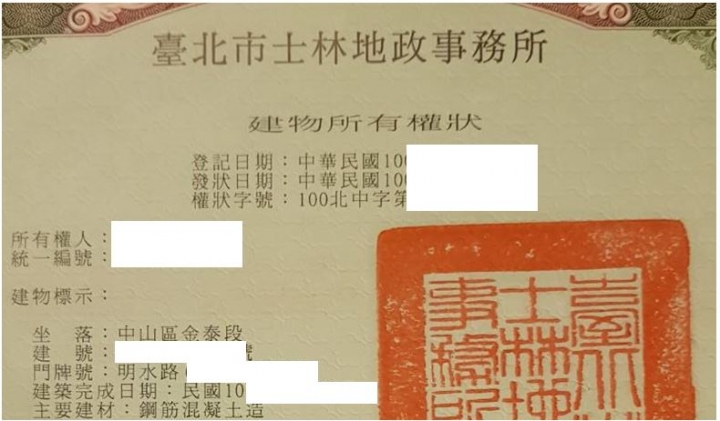 臺北市士林地政事務所
建物所有權狀
登記日期：中華民國100
發狀日期：中華民國100
權狀字號：100北中字第
所有權人：
統一編號：
建物標示：
坐 落：中山區金泰段
建 號： 號
門牌號：明水路
建築完成日期：民國10
主要建材：鋼筋混凝土造
臺北
士林地
事務所